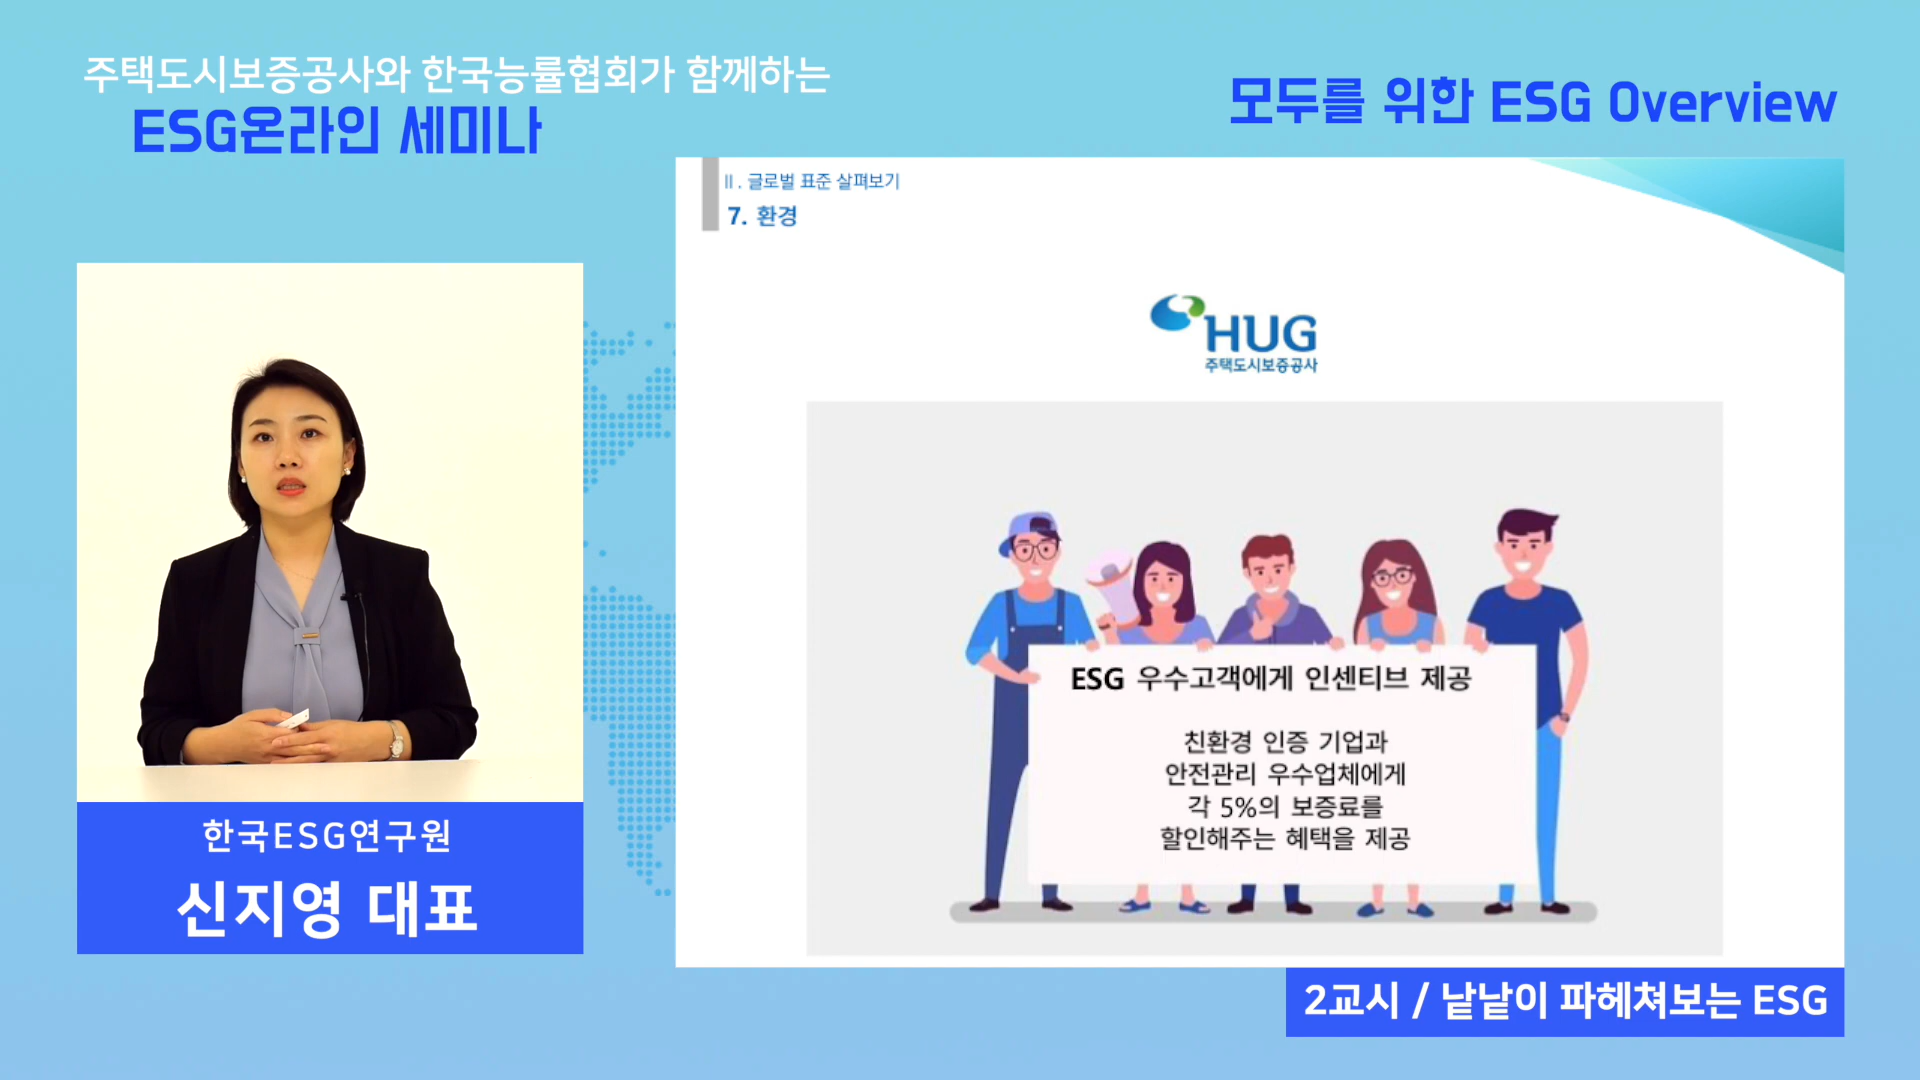 주택도시보증공사와 한국능률협회가 함께하는
ESG온라인 세미나
모두를 위한 ESG Overview
Ⅱ. 글로벌 표준 살펴보기
7. 환경
HUG
주택도시보증공사
ESG 우수고객에게 인센티브 제공
친환경 인증 기업과
안전관리 우수업체에게
각 5%의 보증료를
할인해주는 혜택을 제공
한국ESG연구원
신지영 대표
2교시 / 낱낱이 파헤쳐보는 ESG